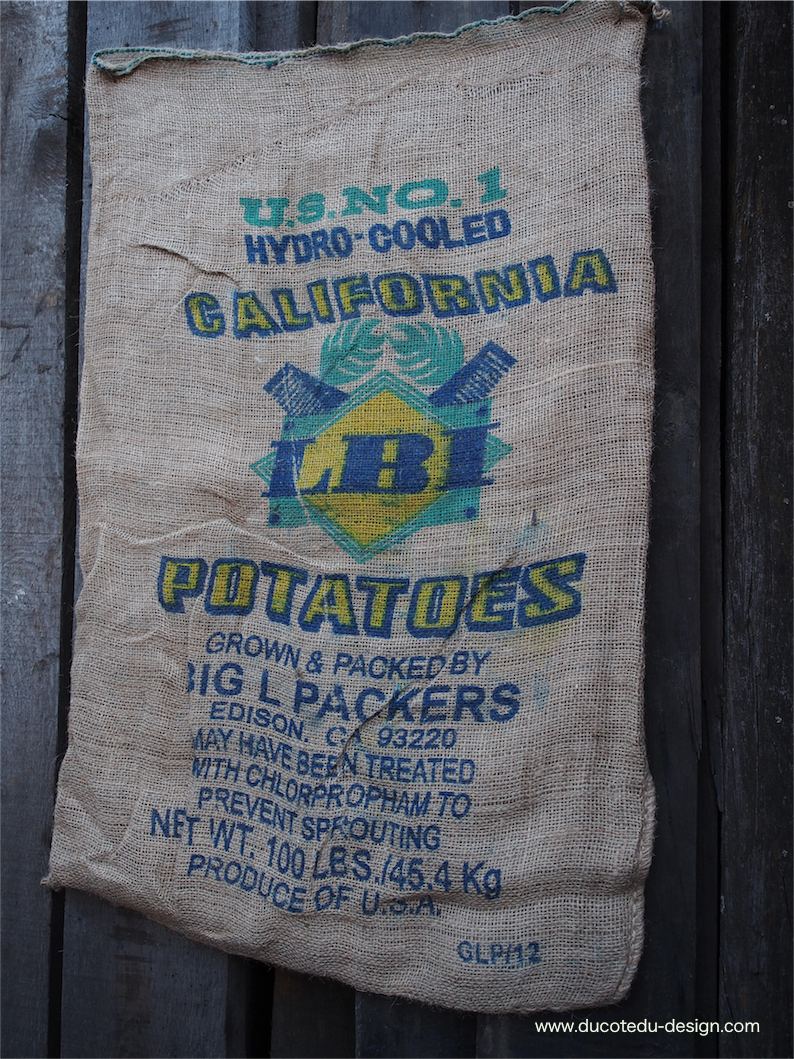 U.S. NO. 1
HYDRO-COOLED
CALIFORNIA
LBI
POTATOES
GROWN & PACKED BY
BIG L PACKERS
EDISON, CA 93220
MAY HAVE BEEN TREATED
WITH CHLORPROPHAM TO
PREVENT SPROUTING
NET WT. 100 LBS./45.4 Kg
PRODUCE OF U.S.A.
GLP/12
www.ducotedu-design.com